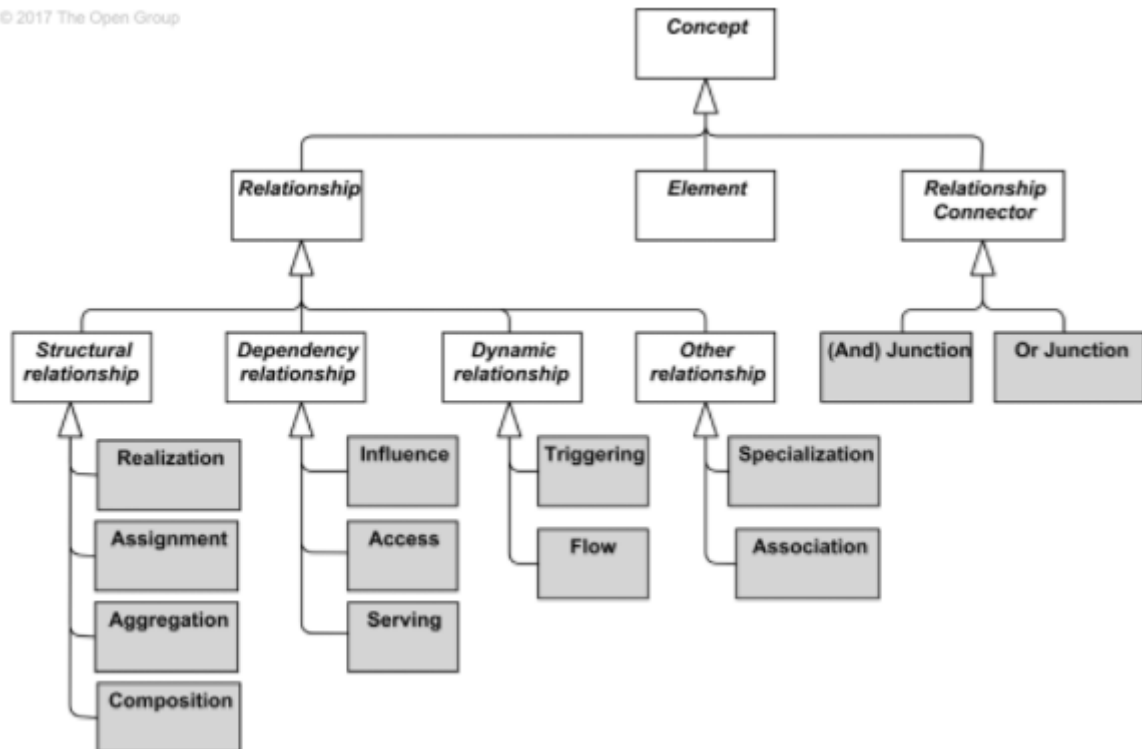 © 2017 The Open Group
Concept
Relationship
Element
Relationship
Connector
Structural
relationship
Dependency
relationship
Dynamic
relationship
Other
relationship
(And) Junction
Or Junction
Realization
Influence
Triggering
Specialization
Assignment
Access
Flow
Association
Aggregation
Serving
Composition